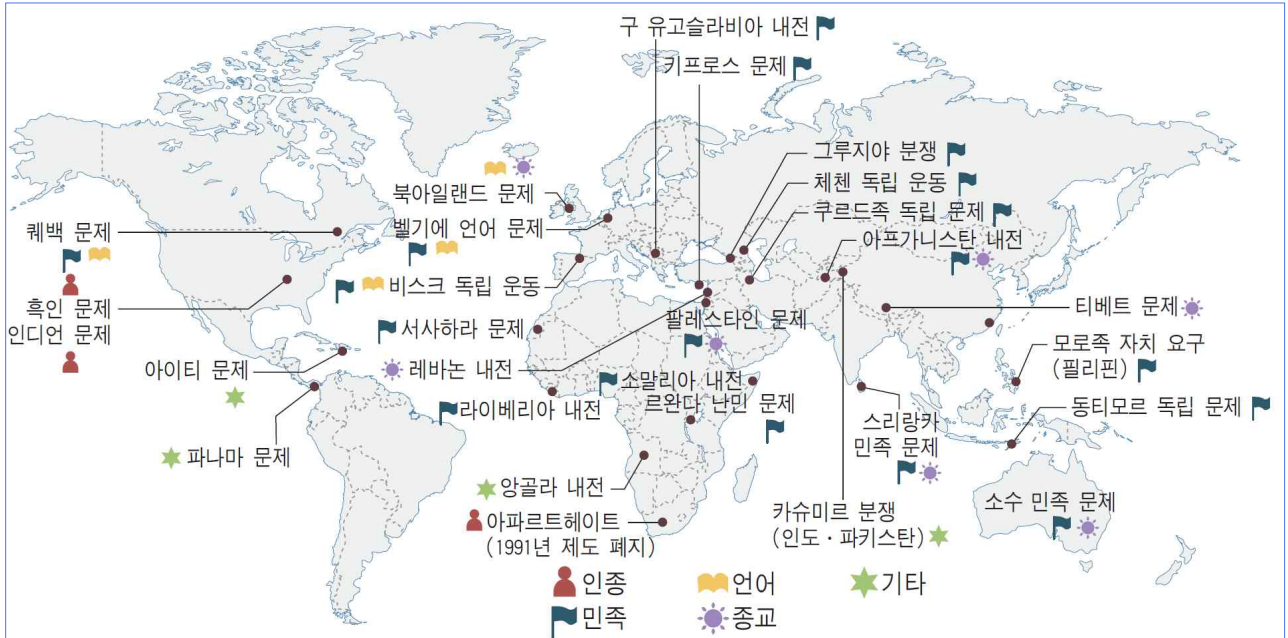 구 유고슬라비아 내전
키프로스 문제
그루지야 분쟁
체첸 독립 운동
쿠르드족 독립 문제
아프가니스탄 내전
북아일랜드 문제
벨기에 언어 문제
퀘백 문제
비스크 독립 운동
흑인 문제
인디언 문제
서사하라 문제
팔레스타인 문제
티베트 문제
모로족 자치 요구
(필리핀)
아이티 문제
레바논 내전
소말리아 내전
르완다 난민 문제
라이베리아 내전
스리랑카
민족 문제
동티모르 독립 문제
파나마 문제
앙골라 내전
아파르트헤이트
(1991년 제도 폐지)
카슈미르 분쟁
(인도·파키스탄)
소수 민족 문제
인종
언어
기타
민족
종교